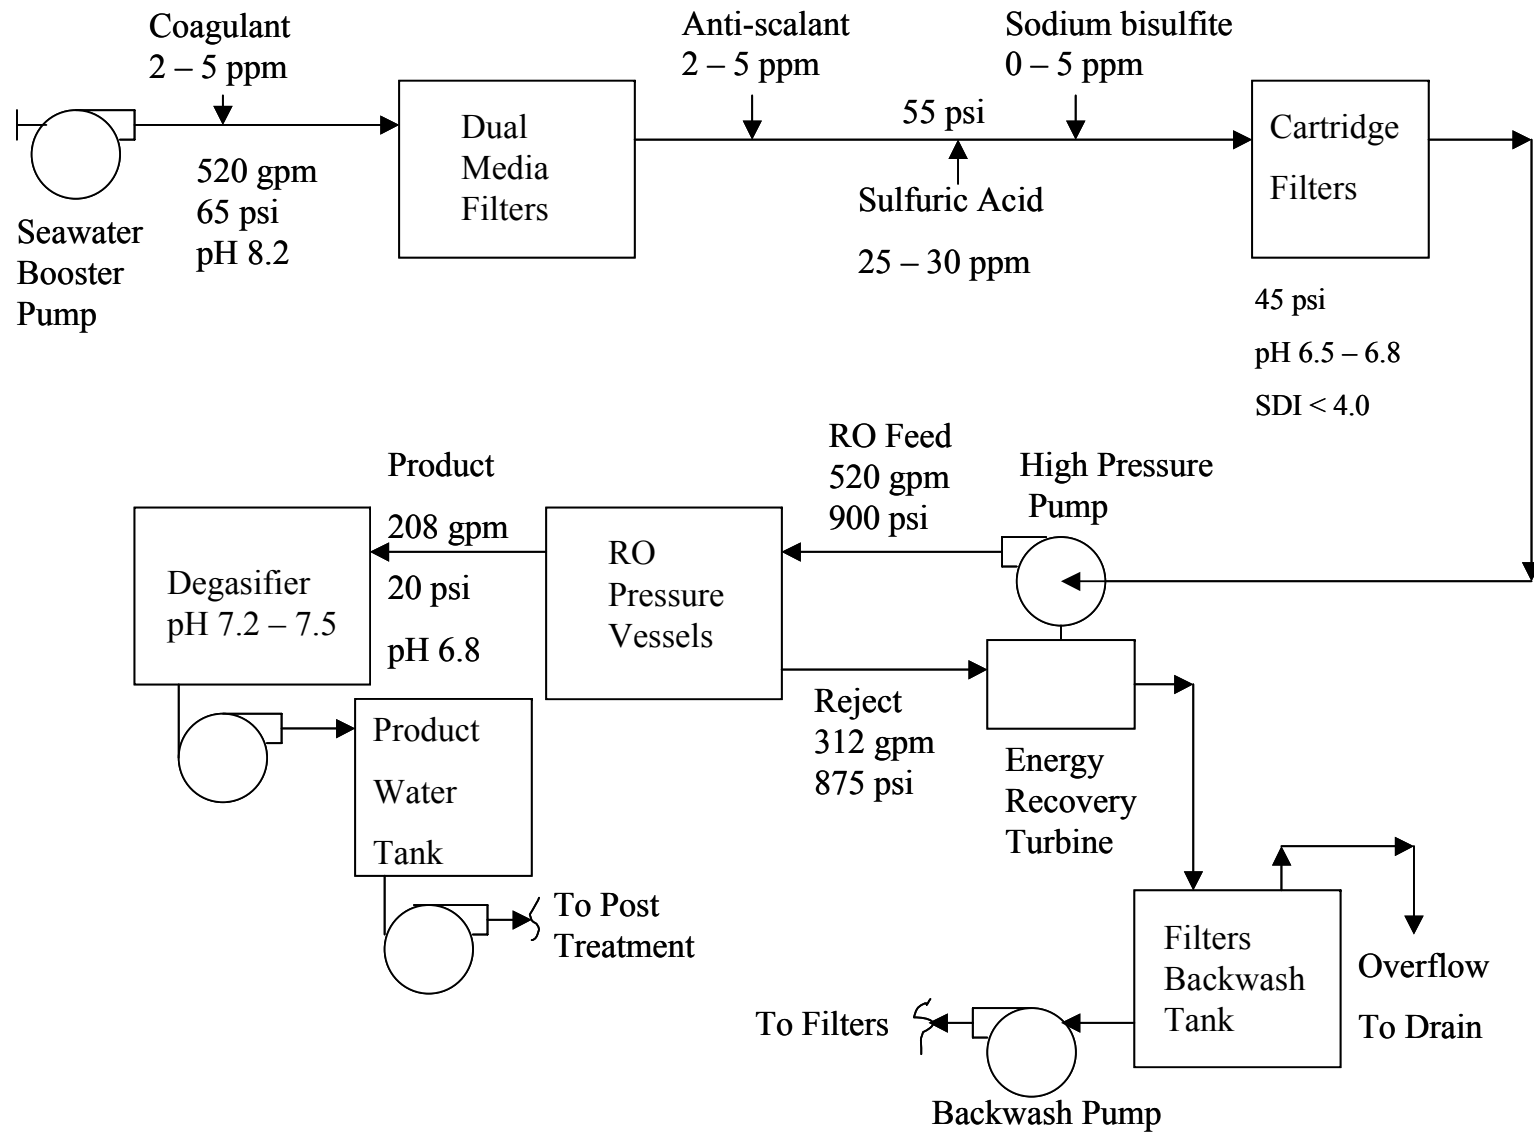 Coagulant
2 – 5 ppm
Anti-scalant
2 – 5 ppm
Sodium bisulfite
0 – 5 ppm
55 psi
Dual
Media
Filters
Cartridge
Filters
520 gpm
65 psi
pH 8.2
Sulfuric Acid
25 – 30 ppm
Seawater
Booster
Pump
45 psi
pH 6.5 – 6.8
SDI < 4.0
RO Feed
520 gpm
900 psi
High Pressure
Pump
Product
208 gpm
20 psi
pH 6.8
RO
Pressure
Vessels
Degasifier
pH 7.2 – 7.5
Reject
312 gpm
875 psi
Product
Water
Tank
Energy
Recovery
Turbine
To Post
Treatment
Filters
Backwash
Tank
Overflow
To Drain
To Filters
Backwash Pump